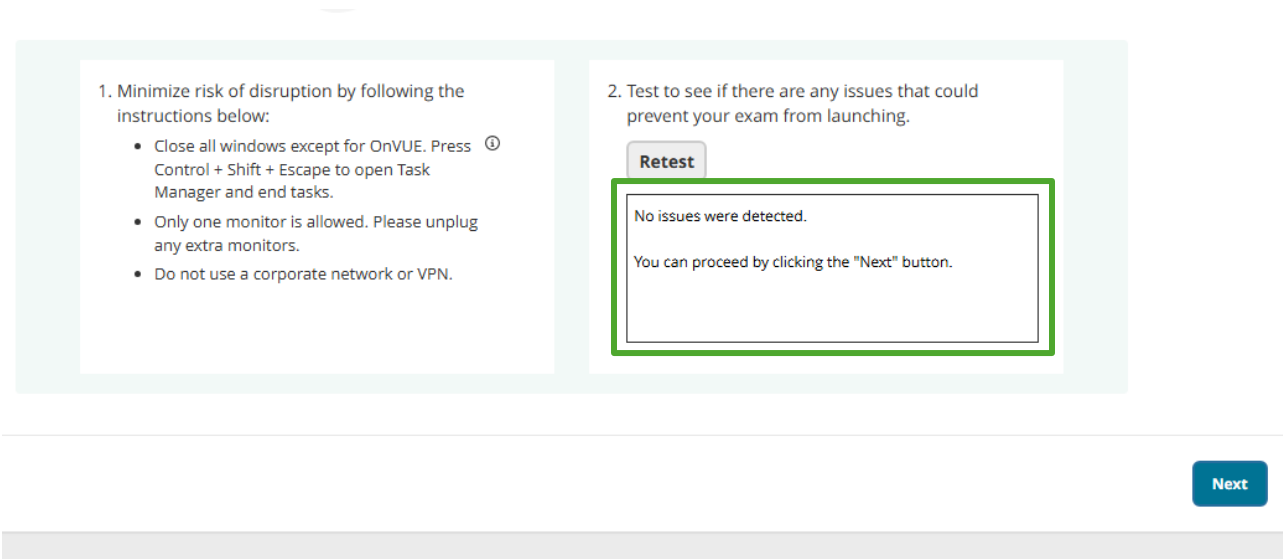 1. Minimize risk of disruption by following the
instructions below:
• Close all windows except for OnVUE. Press
Control + Shift + Escape to open Task
Manager and end tasks.
• Only one monitor is allowed. Please unplug
any extra monitors.
• Do not use a corporate network or VPN.
2. Test to see if there are any issues that could
prevent your exam from launching.
Retest
No issues were detected.
You can proceed by clicking the "Next" button.
Next